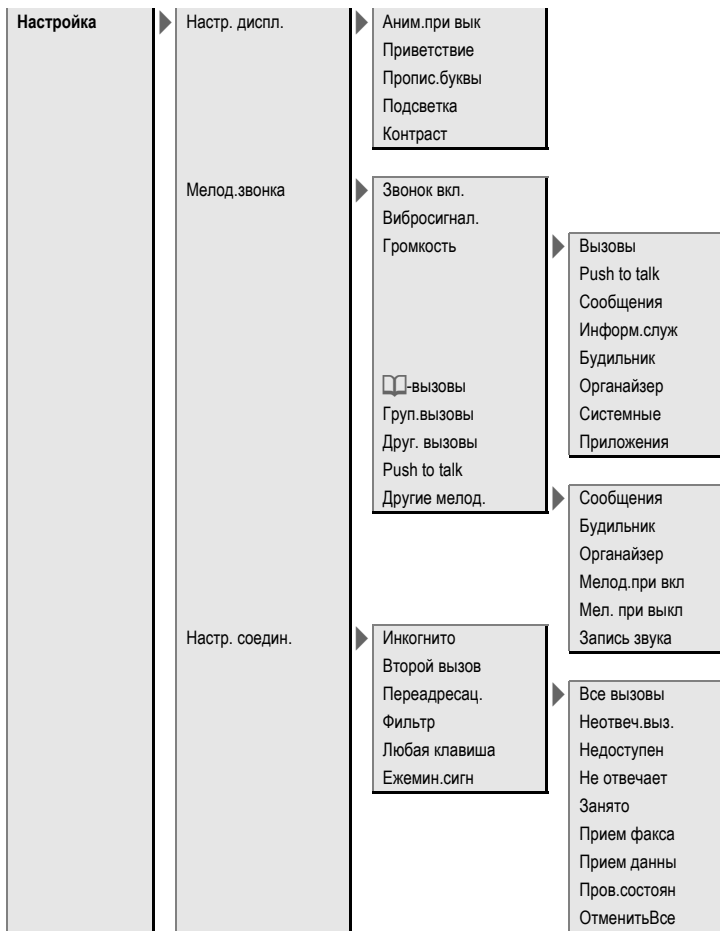 Настройка
Настр. диспл.
Аним.при вык
Приветствие
Пропис.буквы
Подсветка
Контраст
Мелод.звонка
Звонок вкл.
Вибросигнал.
Громкость
Вызовы
Push to talk
Сообщения
Информ.служ
Будильник
Органайзер
Системные
Приложения
-вызовы
Груп.вызовы
Друг. вызовы
Push to talk
Другие мелод.
Сообщения
Будильник
Органайзер
Мелод.при вкл
Мел. при выкл
Запись звука
Настр. соедин.
Инкогнито
Второй вызов
Переадресац.
Фильтр
Любая клавиша
Ежемин.сигн
Все вызовы
Неотвеч.выз.
Недоступен
Не отвечает
Занято
Прием факса
Прием данны
Пров.состоян
ОтменитьВсе